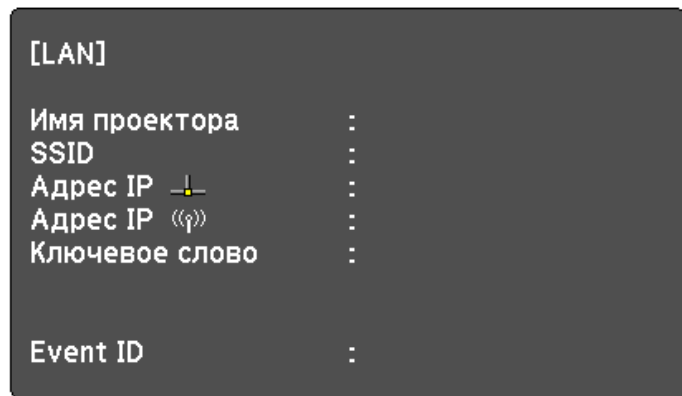 [LAN]
Имя проектора :
SSID :
Адрес IP :
Адрес IP :
Ключевое слово :
Event ID :